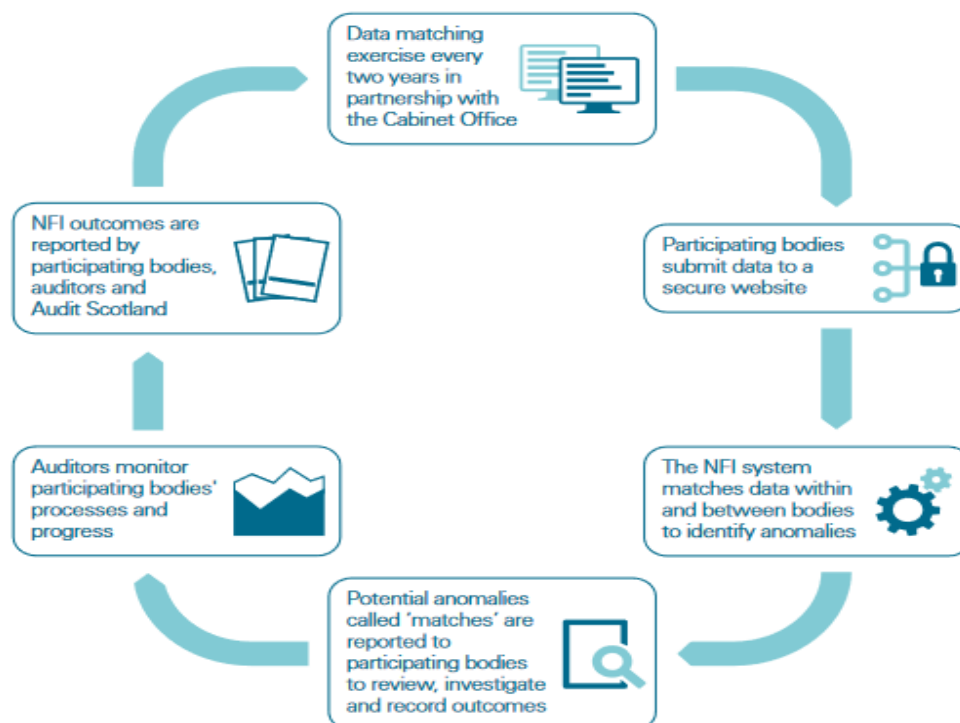 Data matching
exercise every
two years in
partnership with
the Cabinet Office
Participating bodies
submit data to a
secure website
The NFI system
matches data within
and between bodies
to identify anomalies
Potential anomalies
called ‘matches’ are
reported to
participating bodies
to review, investigate
and record outcomes
Auditors monitor
participating bodies’
processes and
progress
NFI outcomes are
reported by
participating bodies,
auditors and
Audit Scotland